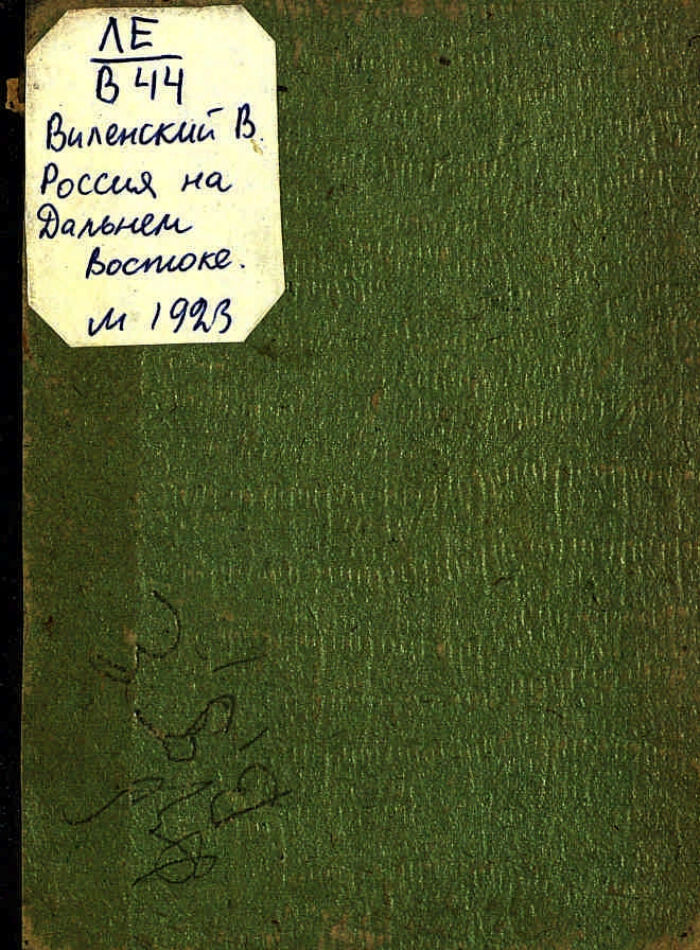 ЛЕ
В 44
Виленский В.
Россия на
Дальнем
Востоке.
М 1923